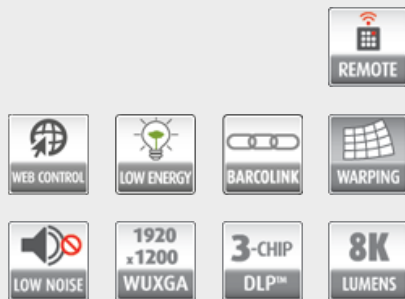 REMOTE
WEB CONTROL
LOW ENERGY
BARCOLINK
WARPING
LOW NOISE
1920
x1200
WUXGA
3-CHIP
DLP™
8K
LUMENS